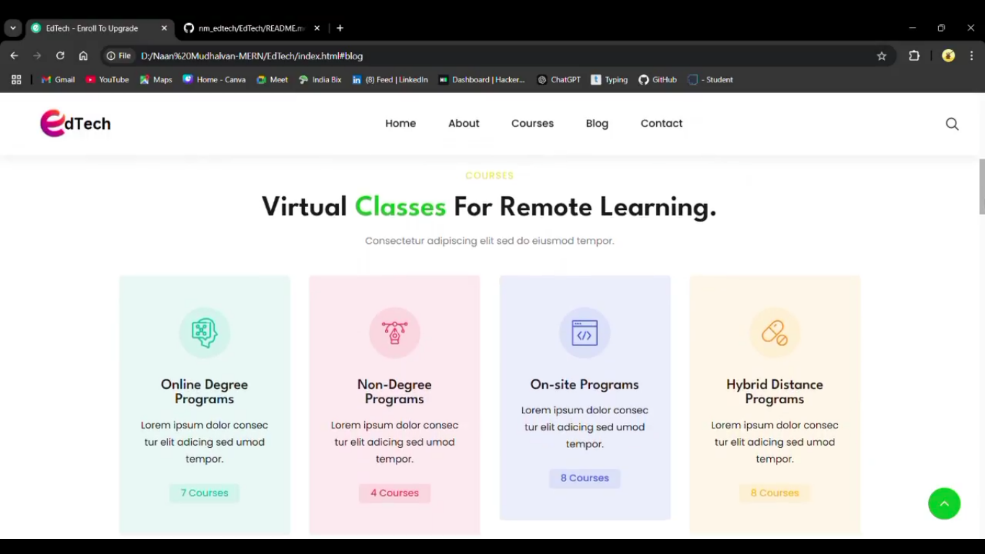 EdTech - Enroll To Upgrade
nm_edtech/EdTech/README.m
File D:/Naan%20Mudhalvan-MERN/EdTech/index.html#blog
Gmail YouTube Maps Home - Canva Meet India Bix (8) Feed | LinkedIn Dashboard | Hacker... ChatGPT Typing GitHub - Student
EdTech Home About Courses Blog Contact
COURSES
Virtual Classes For Remote Learning.
Consectetur adipiscing elit sed do eiusmod tempor.
Online Degree
Programs
Lorem ipsum dolor consec
tur elit adicing sed umod
tempor.
7 Courses
Non-Degree
Programs
Lorem ipsum dolor consec
tur elit adicing sed umod
tempor.
4 Courses
On-site Programs
Lorem ipsum dolor consec
tur elit adicing sed umod
tempor.
8 Courses
Hybrid Distance
Programs
Lorem ipsum dolor consec
tur elit adicing sed umod
tempor.
8 Courses